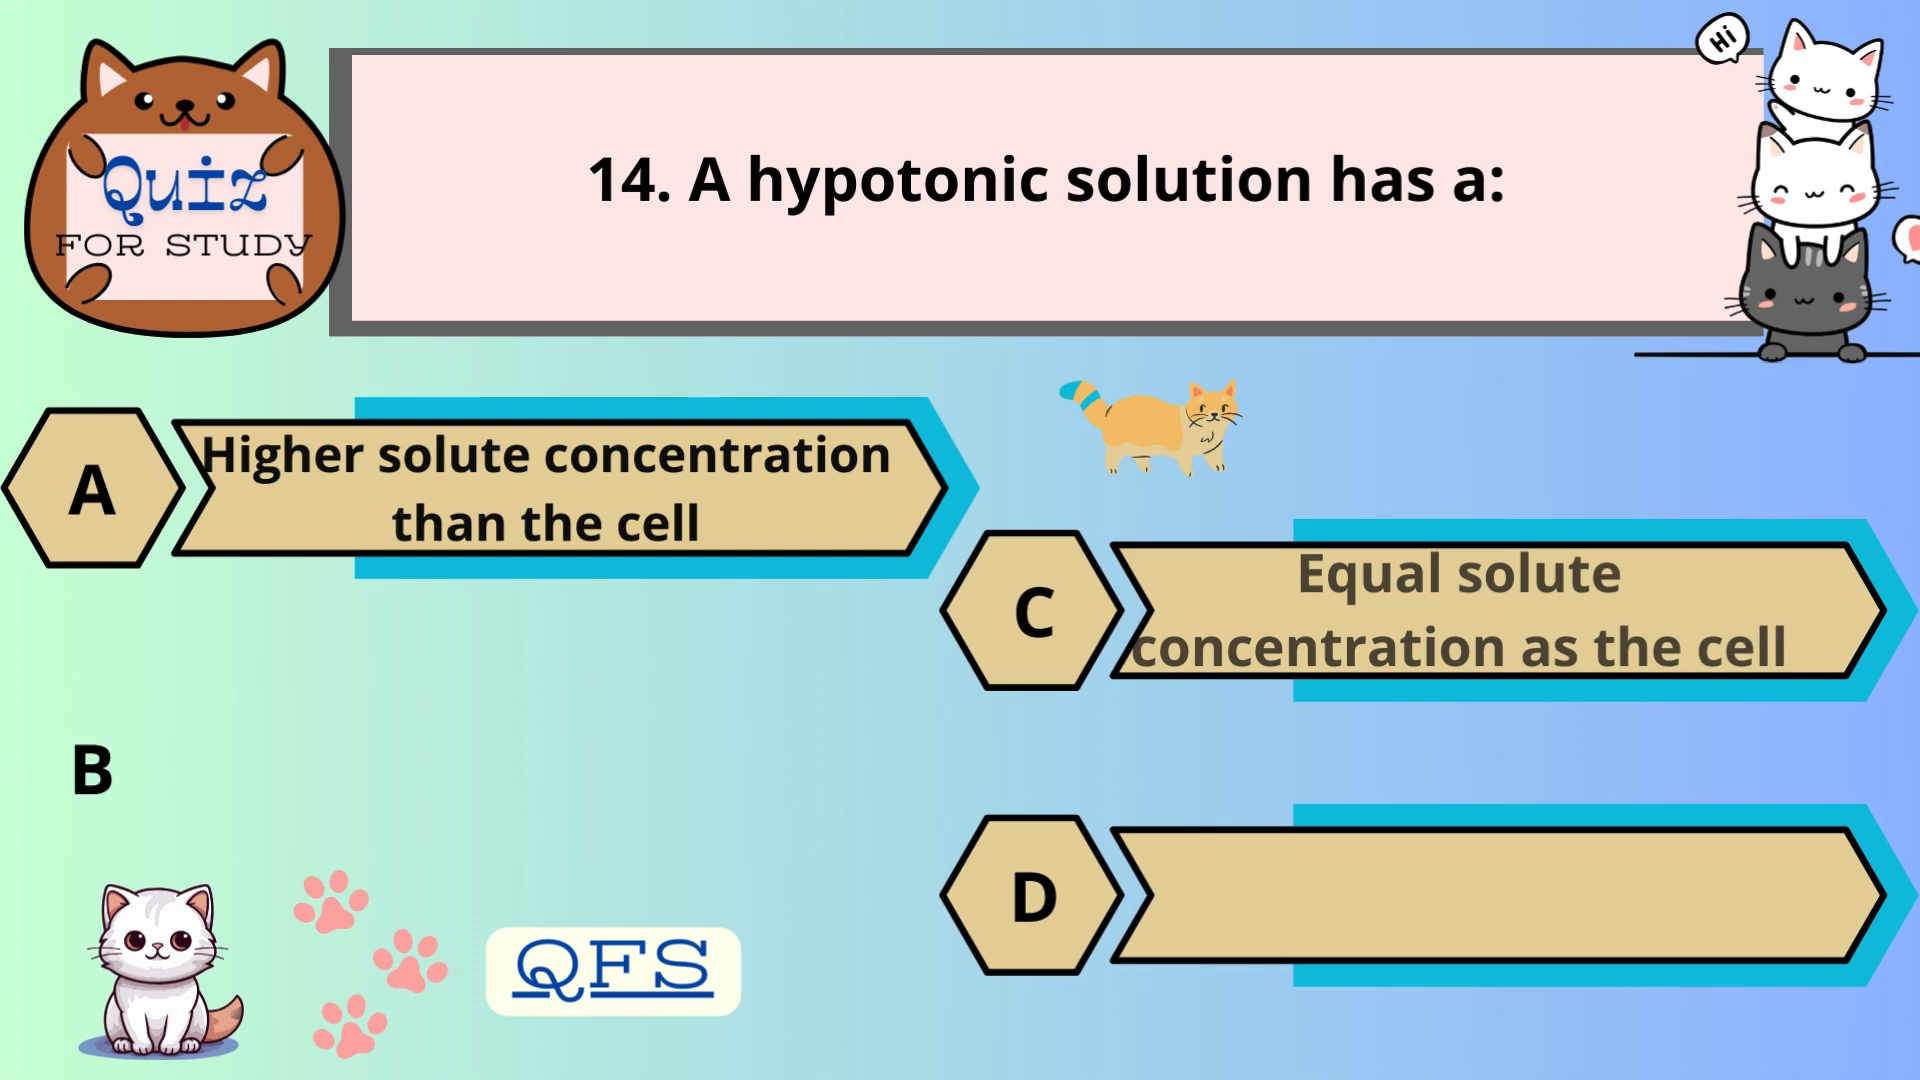 Hi
Quiz
FOR STUDY
14. A hypotonic solution has a:
A
Higher solute concentration
than the cell
C
Equal solute
concentration as the cell
B
D
QFS